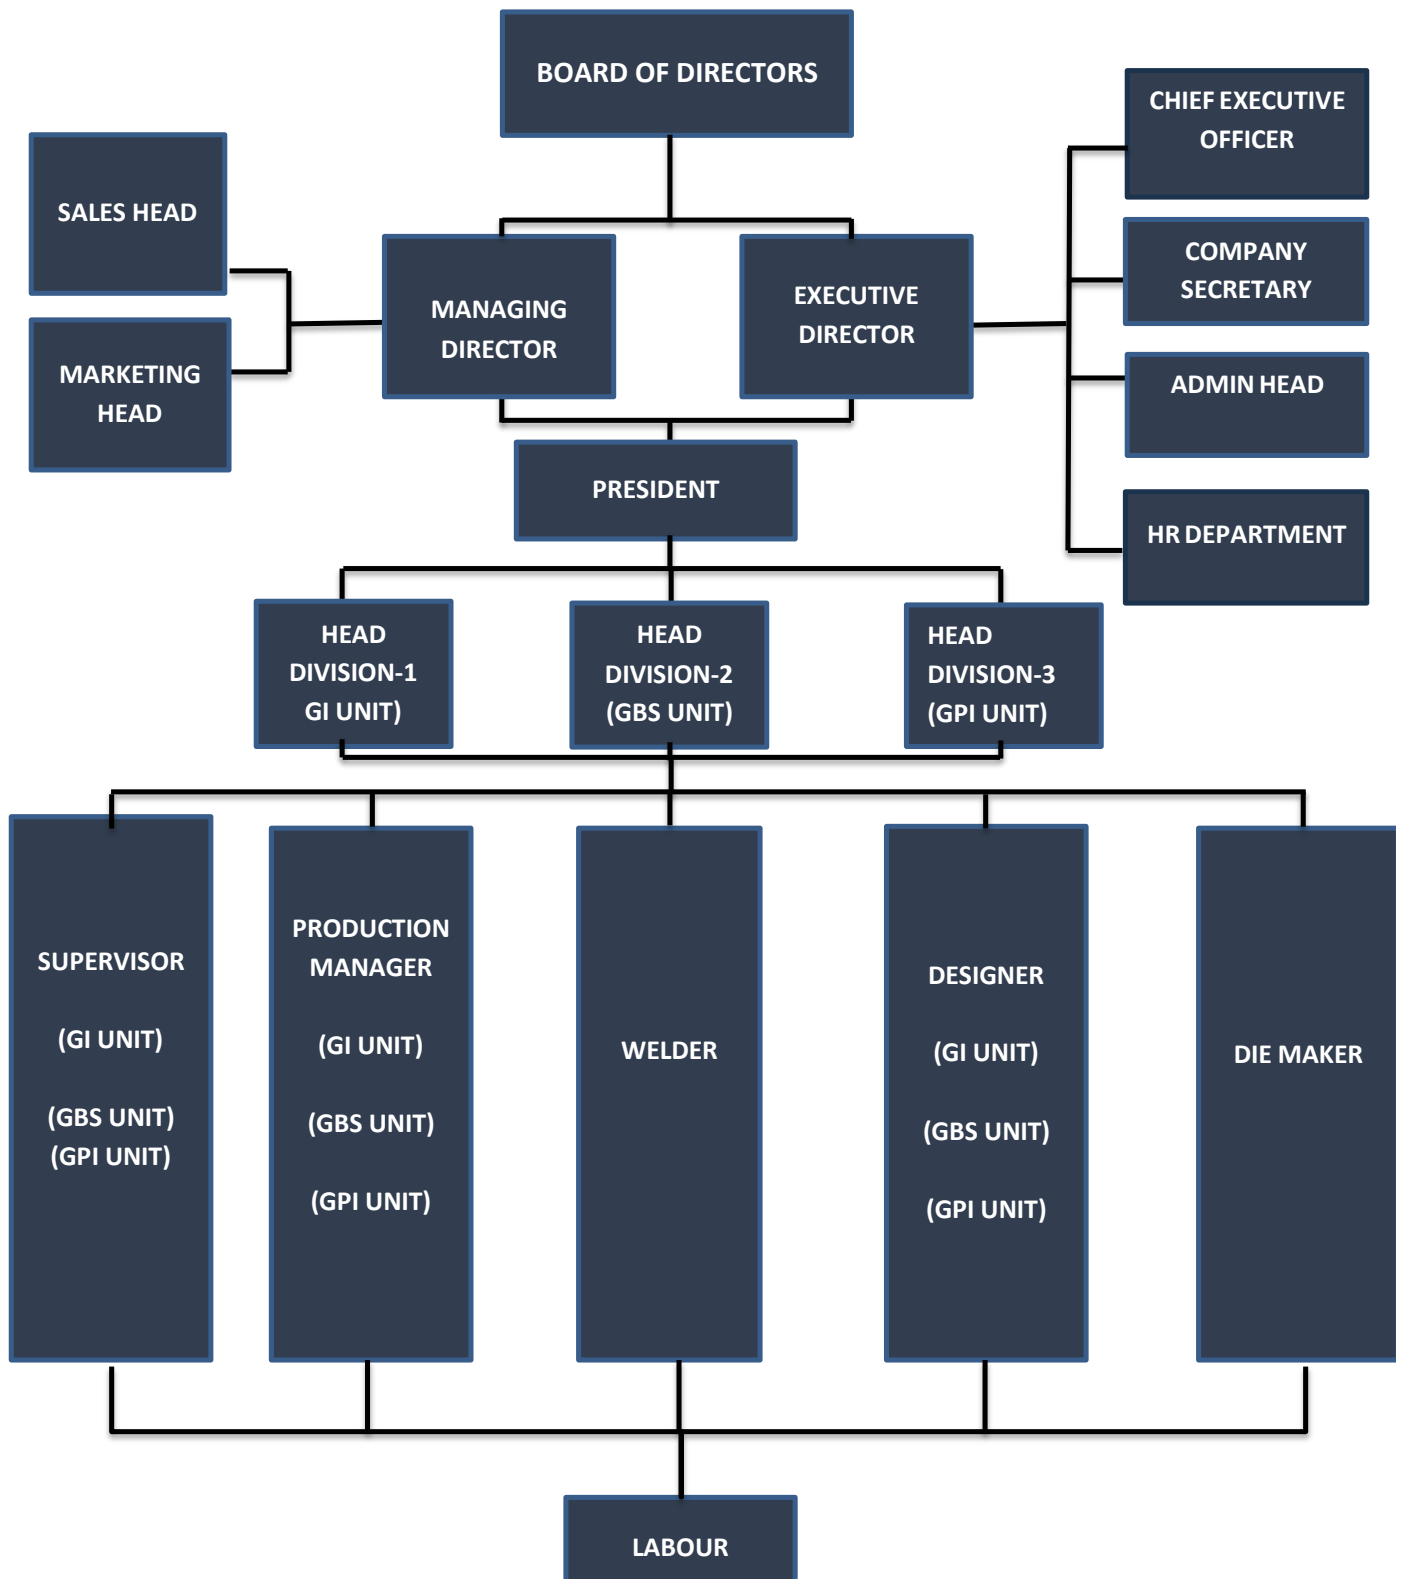 BOARD OF DIRECTORS
CHIEF EXECUTIVE
OFFICER
SALES HEAD
COMPANY
SECRETARY
MANAGING
DIRECTOR
EXECUTIVE
DIRECTOR
MARKETING
HEAD
ADMIN HEAD
PRESIDENT
HR DEPARTMENT
HEAD
DIVISION-1
GI UNIT)
HEAD
DIVISION-2
(GBS UNIT)
HEAD
DIVISION-3
(GPI UNIT)
SUPERVISOR
(GI UNIT)
(GBS UNIT)
(GPI UNIT)
PRODUCTION
MANAGER
(GI UNIT)
(GBS UNIT)
(GPI UNIT)
WELDER
DESIGNER
(GI UNIT)
(GBS UNIT)
(GPI UNIT)
DIE MAKER
LABOUR